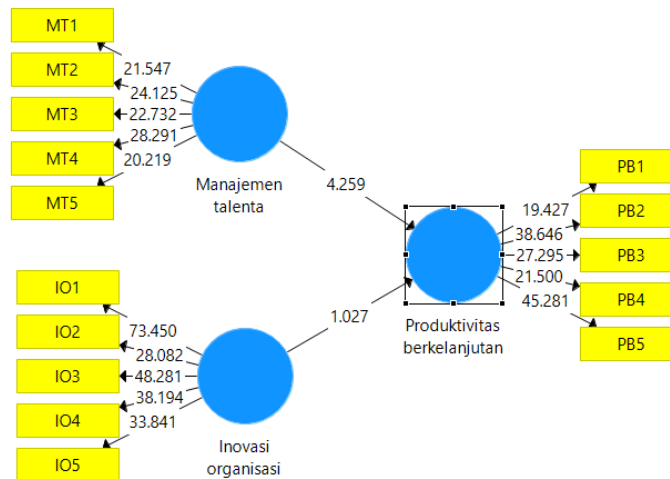 MT1
MT2
MT3
MT4
MT5
21.547
24.125
22.732
28.291
20.219
Manajemen
talenta
4.259
IO1
IO2
IO3
IO4
IO5
73.450
28.082
48.281
38.194
33.841
Inovasi
organisasi
1.027
Produktivitas
berkelanjutan
19.427
38.646
27.295
21.500
45.281
PB1
PB2
PB3
PB4
PB5